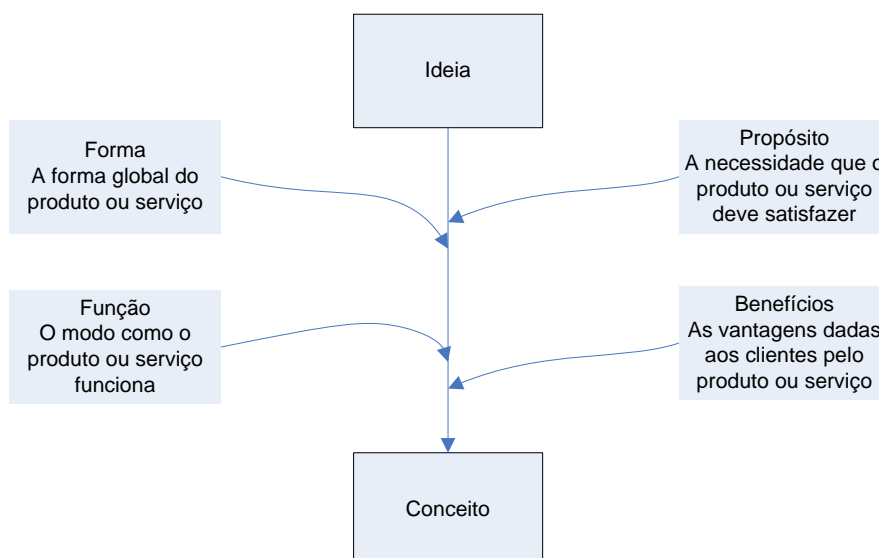 Ideia
Forma
A forma global do
produto ou serviço
Propósito
A necessidade que o
produto ou serviço
deve satisfazer
Função
O modo como o
produto ou serviço
funciona
Benefícios
As vantagens dadas
aos clientes pelo
produto ou serviço
Conceito